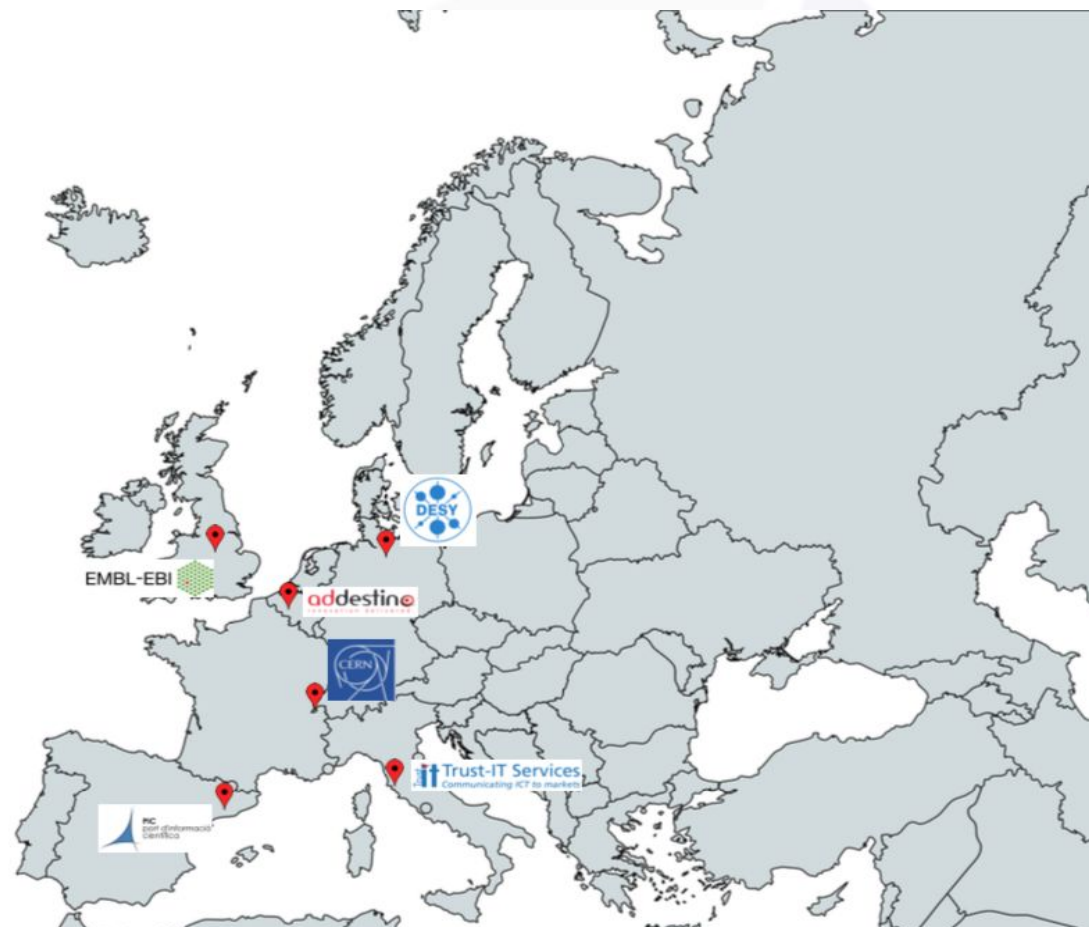 DESY
EMBL-EBI
addestino
innovation delivered
CERN
Trust-IT Services
Communicating ICT to markets
PIC
port d'informació
científica